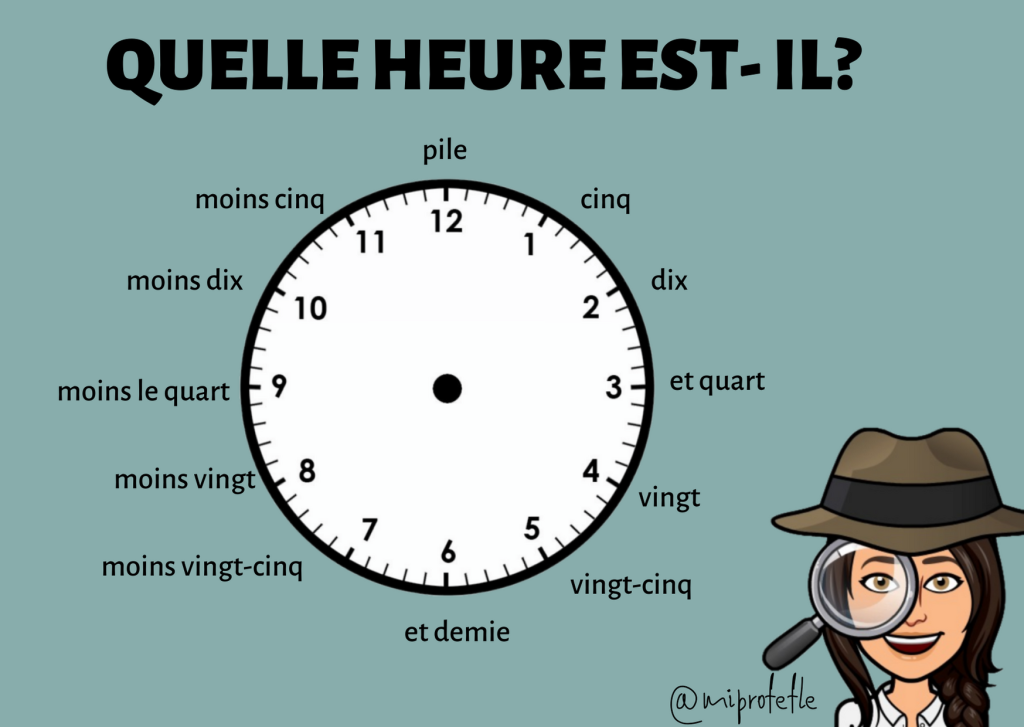 QUELLE HEURE EST- IL?
pile
moins cinq
cinq
moins dix
dix
moins le quart
et quart
moins vingt
vingt
moins vingt-cinq
vingt-cinq
et demie
12
1
2
3
4
5
6
7
8
9
10
11
@miprofefle